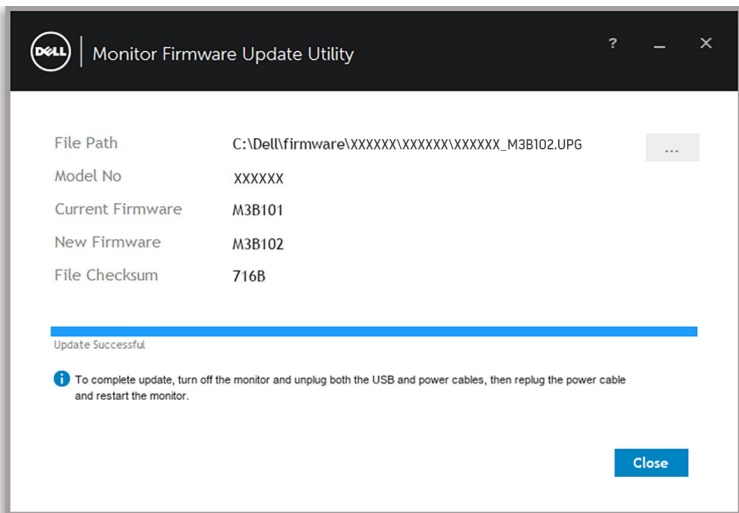 DELL Monitor Firmware Update Utility ? _ ×
File Path C:\Dell\firmware\XXXXXX\XXXXXX\XXXXXX_M3B102.UPG ...
Model No XXXXXX
Current Firmware M3B101
New Firmware M3B102
File Checksum 716B
Update Successful
i To complete update, turn off the monitor and unplug both the USB and power cables, then replug the power cable
and restart the monitor.
Close